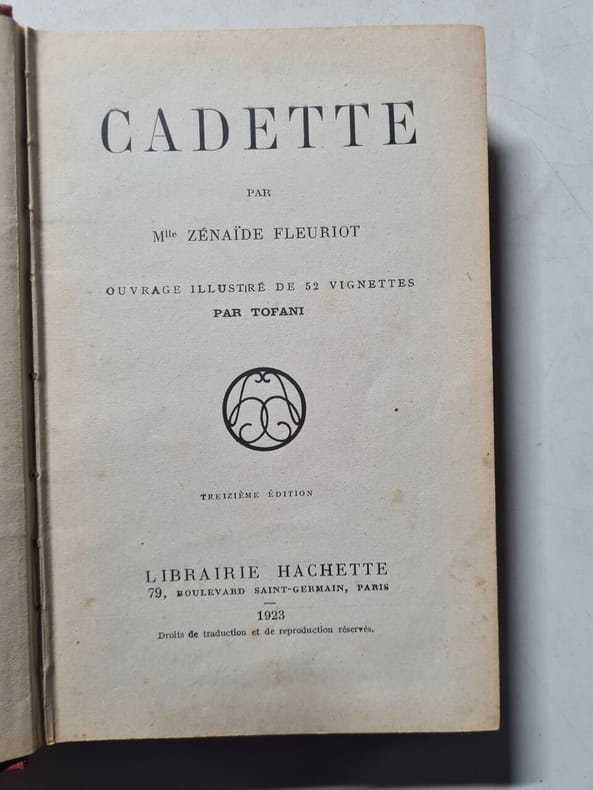 CADETTE
PAR
Mlle ZÉNAÏDE FLEURIOT
OUVRAGE ILLUSTRÉ DE 52 VIGNETTES
PAR TOFANI
TREIZIÈME ÉDITION
LIBRAIRIE HACHETTE
79, BOULEVARD SAINT-GERMAIN, PARIS
1923
Droits de traduction et de reproduction réservés.